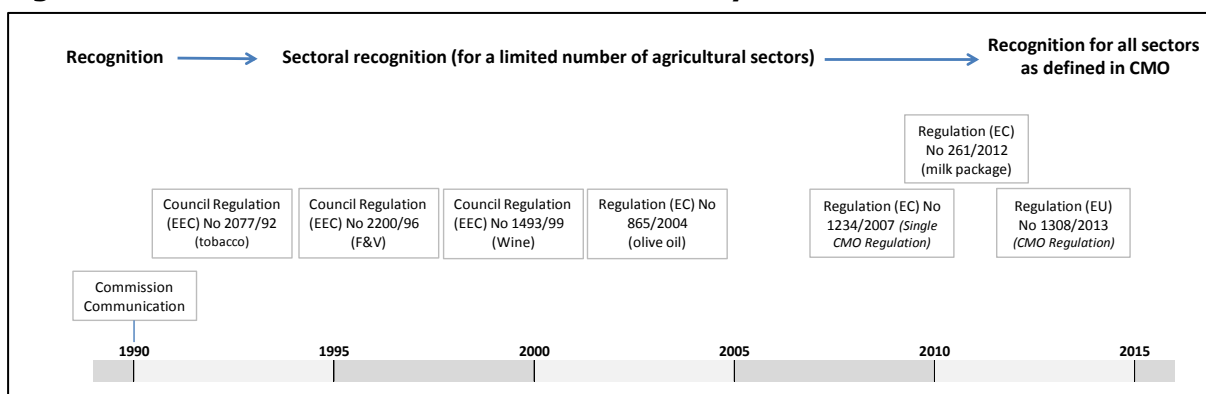 Recognition
Sectoral recognition (for a limited number of agricultural sectors)
Recognition for all sectors
as defined in CMO
Regulation (EC)
No 261/2012
(milk package)
Council Regulation
(EEC) No 2077/92
(tobacco)
Council Regulation
(EEC) No 2200/96
(F&V)
Council Regulation
(EEC) No 1493/99
(Wine)
Regulation (EC) No
865/2004
(olive oil)
Regulation (EC) No
1234/2007 (Single
CMO Regulation)
Regulation (EU)
No 1308/2013
(CMO Regulation)
Commission
Communication
1990
1995
2000
2005
2010
2015